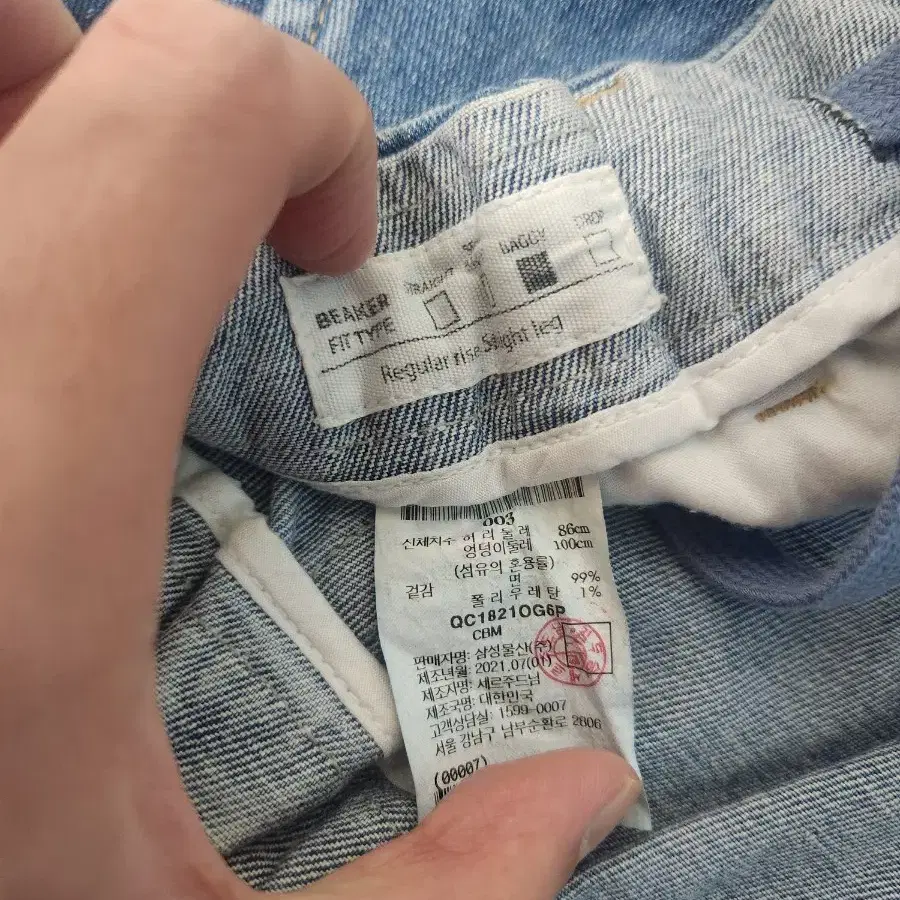 BEAKER
FIT TYPE
BAGGY
DROP
Regular rise Slight leg
003
신체치수 허 리 둘 레 86cm
엉덩이둘레 100cm
(섬유의 혼용률)
겉감 면 99%
폴 리 우 레 탄 1%
QC1821OG6P
CBM
판매자명: 삼성물산(주)
제조년월: 2021.07(01)
제조자명: 세르주드님
제조국명: 대한민국
고객상담실: 1599-0007
서울 강남구 남부순환로 2806
(00007)